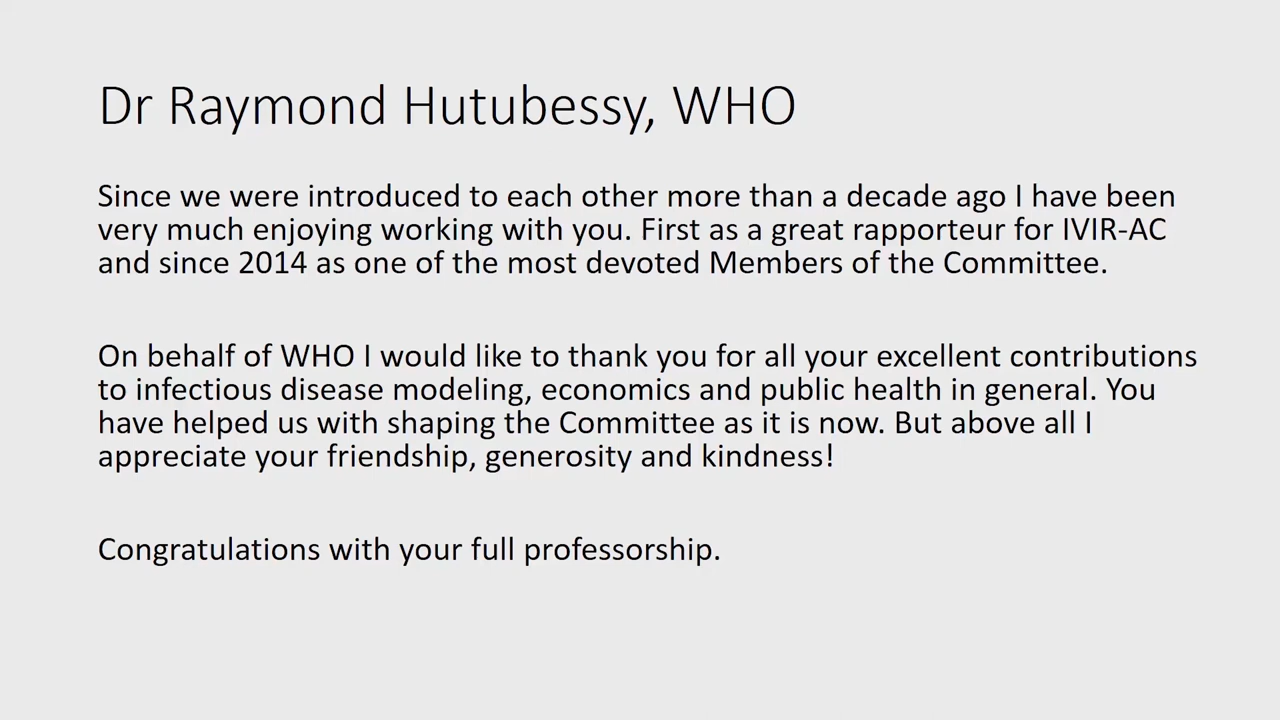 Dr Raymond Hutubessy, WHO
Since we were introduced to each other more than a decade ago I have been
very much enjoying working with you. First as a great rapporteur for IVIR-AC
and since 2014 as one of the most devoted Members of the Committee.
On behalf of WHO I would like to thank you for all your excellent contributions
to infectious disease modeling, economics and public health in general. You
have helped us with shaping the Committee as it is now. But above all I
appreciate your friendship, generosity and kindness!
Congratulations with your full professorship.